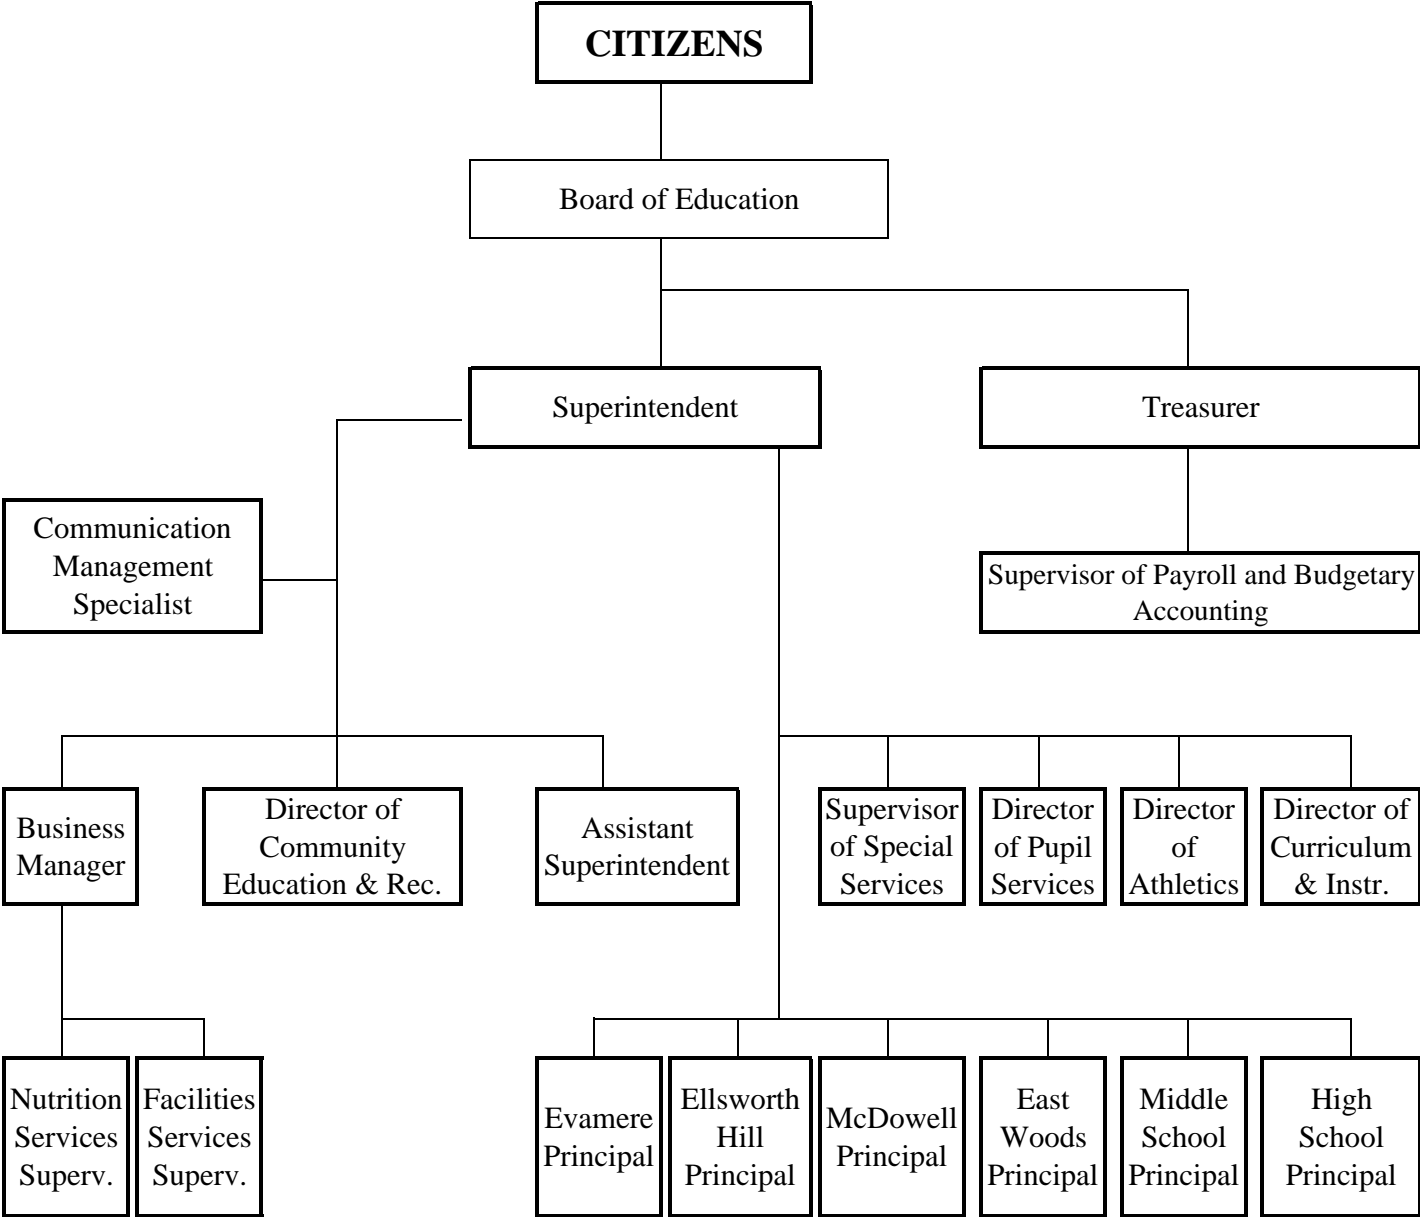 CITIZENS
Board of Education
Superintendent
Treasurer
Communication
Management
Specialist
Supervisor of Payroll and Budgetary
Accounting
Business
Manager
Director of
Community
Education & Rec.
Assistant
Superintendent
Supervisor
of Special
Services
Director
of Pupil
Services
Director
of
Athletics
Director of
Curriculum
& Instr.
Nutrition
Services
Superv.
Facilities
Services
Superv.
Evamere
Principal
Ellsworth
Hill
Principal
McDowell
Principal
East
Woods
Principal
Middle
School
Principal
High
School
Principal